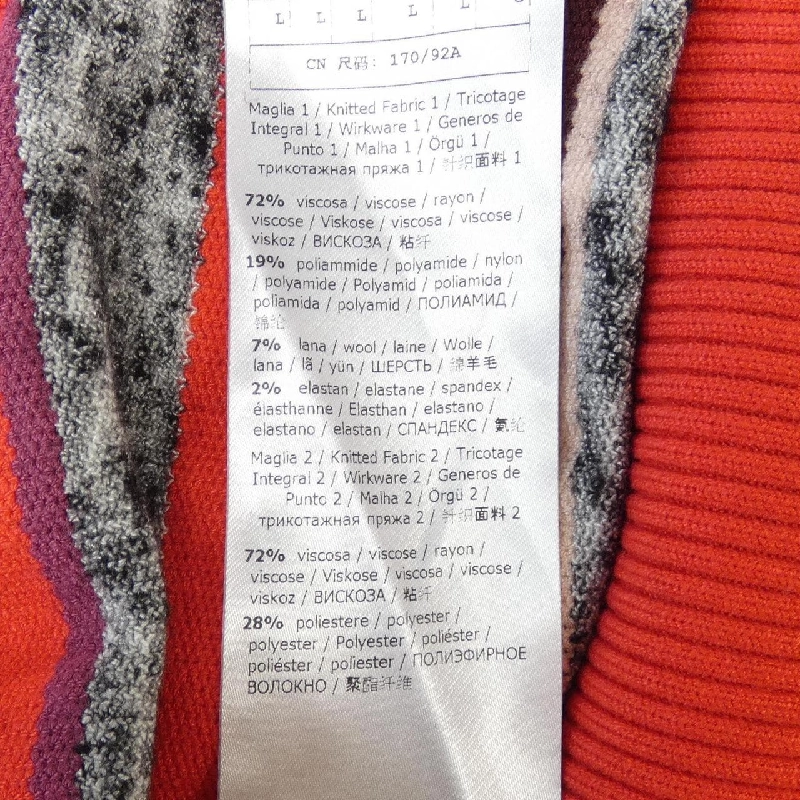 L L L L L
CN 尺码: 170/92A
Maglia 1 / Knitted Fabric 1 / Tricotage
Integral 1 / Wirkware 1 / Generos de
Punto 1 / Malha 1 / Örgü 1 /
трикотажная пряжа 1 / 针织面料 1
72% viscosa / viscose / rayon /
viscose / Viskose / viscosa / viscose /
viskoz / ВИСКОЗА / 粘纤
19% poliammide / polyamide / nylon
/ polyamide / Polyamid / poliamida /
poliamida / polyamid / ПОЛИАМИД /
锦纶
7% lana / wool / laine / Wolle /
lana / lã / yün / ШЕРСТЬ / 绵羊毛
2% elastan / elastane / spandex /
élasthanne / Elasthan / elastano /
elastano / elastan / СПАНДЕКС / 氨纶
Maglia 2 / Knitted Fabric 2 / Tricotage
Integral 2 / Wirkware 2 / Generos de
Punto 2 / Malha 2 / Örgü 2 /
трикотажная пряжа 2 / 针织面料 2
72% viscosa / viscose / rayon /
viscose / Viskose / viscosa / viscose /
viskoz / ВИСКОЗА / 粘纤
28% poliestere / polyester /
polyester / Polyester / poliéster /
poliéster / poliester / ПОЛИЭФИРНОЕ
ВОЛОКНО / 聚酯纤维